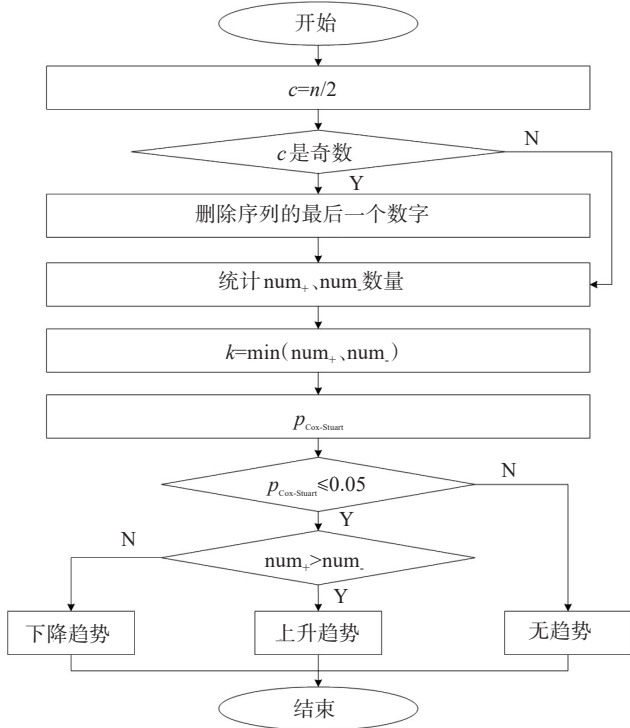 开始
c=n/2
c是奇数
N
Y
删除序列的最后一个数字
统计num₊、num₋数量
k=min(num₊、num₋)
p Cox-Stuart
p Cox-Stuart≤0.05
N
Y
N
num₊>num₋
Y
下降趋势
上升趋势
无趋势
结束